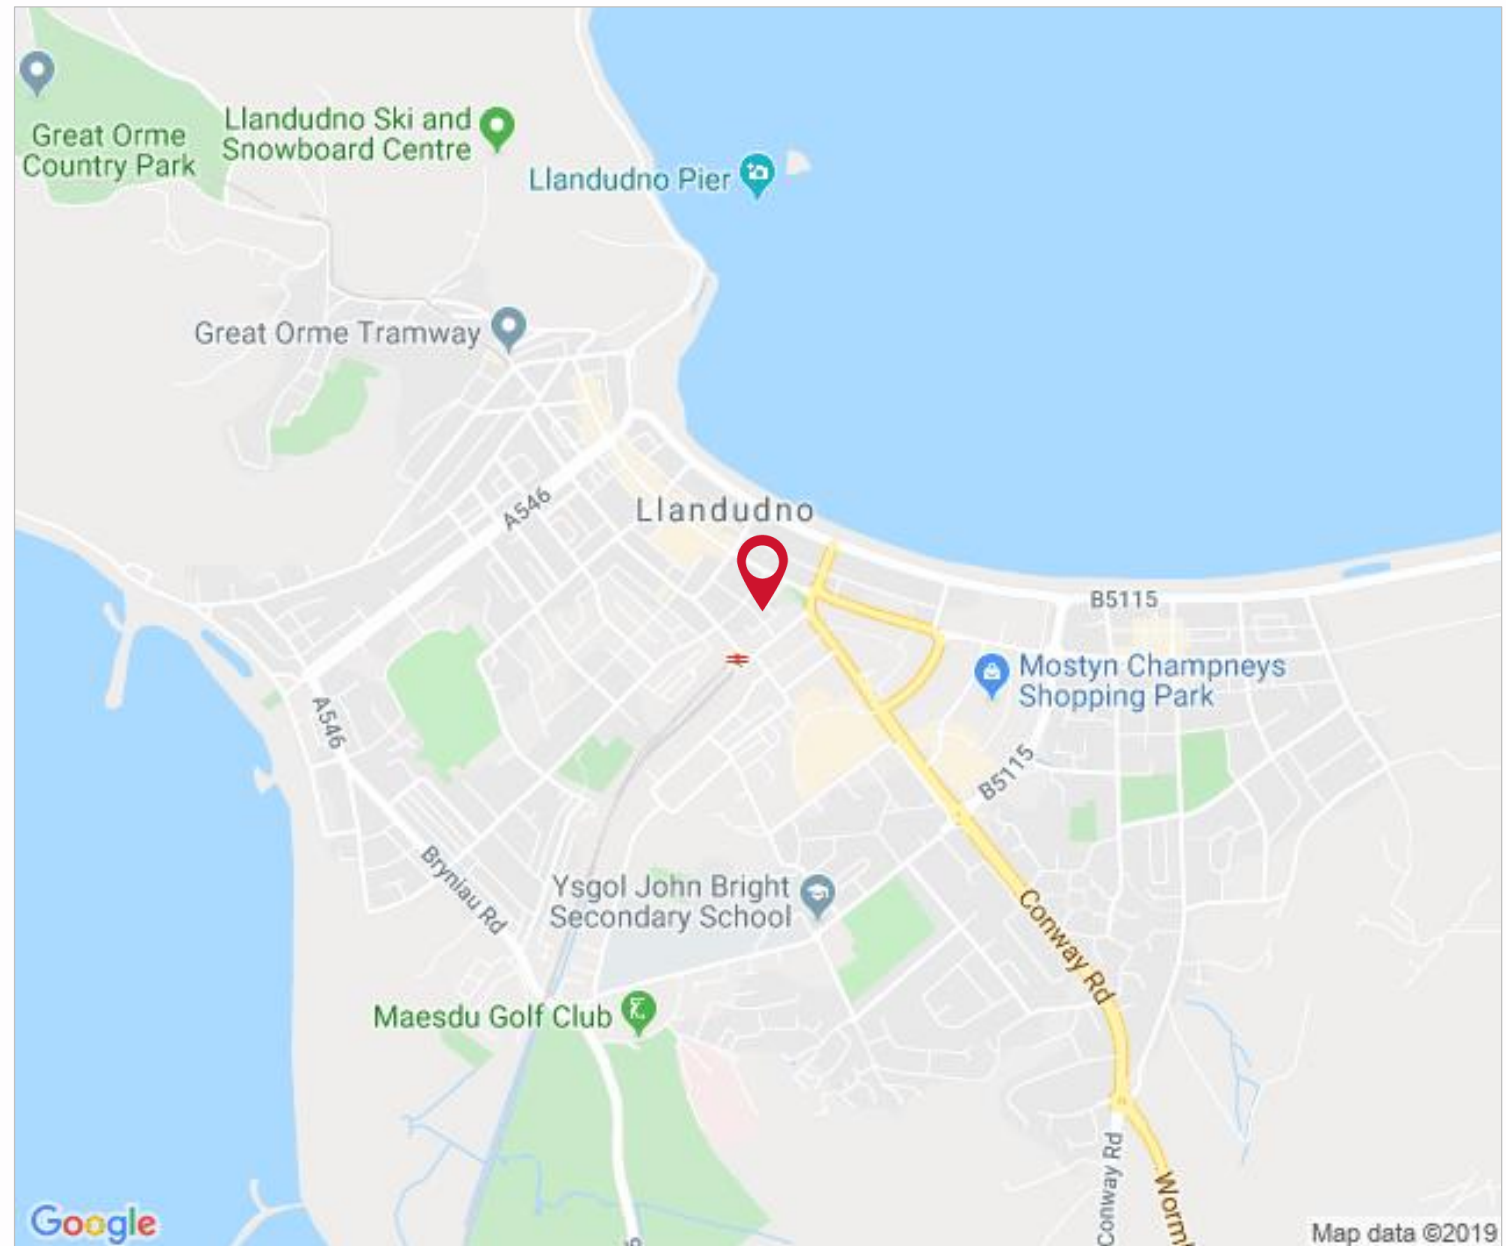 Great Orme
Country Park
Llandudno Ski and
Snowboard Centre
Llandudno Pier
Great Orme Tramway
A546
Llandudno
B5115
Mostyn Champneys
Shopping Park
A546
B5115
Brynlau Rd
Ysgol John Bright
Secondary School
Conway Rd
Maesdu Golf Club
Conway Rd
Google
Map data ©2019